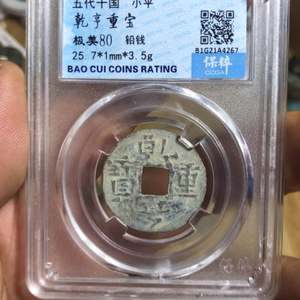 五代十国 小平
乾亨重宝
极美80 铅钱
25.7*1mm*3.5g
BAO CUI COINS RATING
B1G21A4267
保粹
乾亨重寶